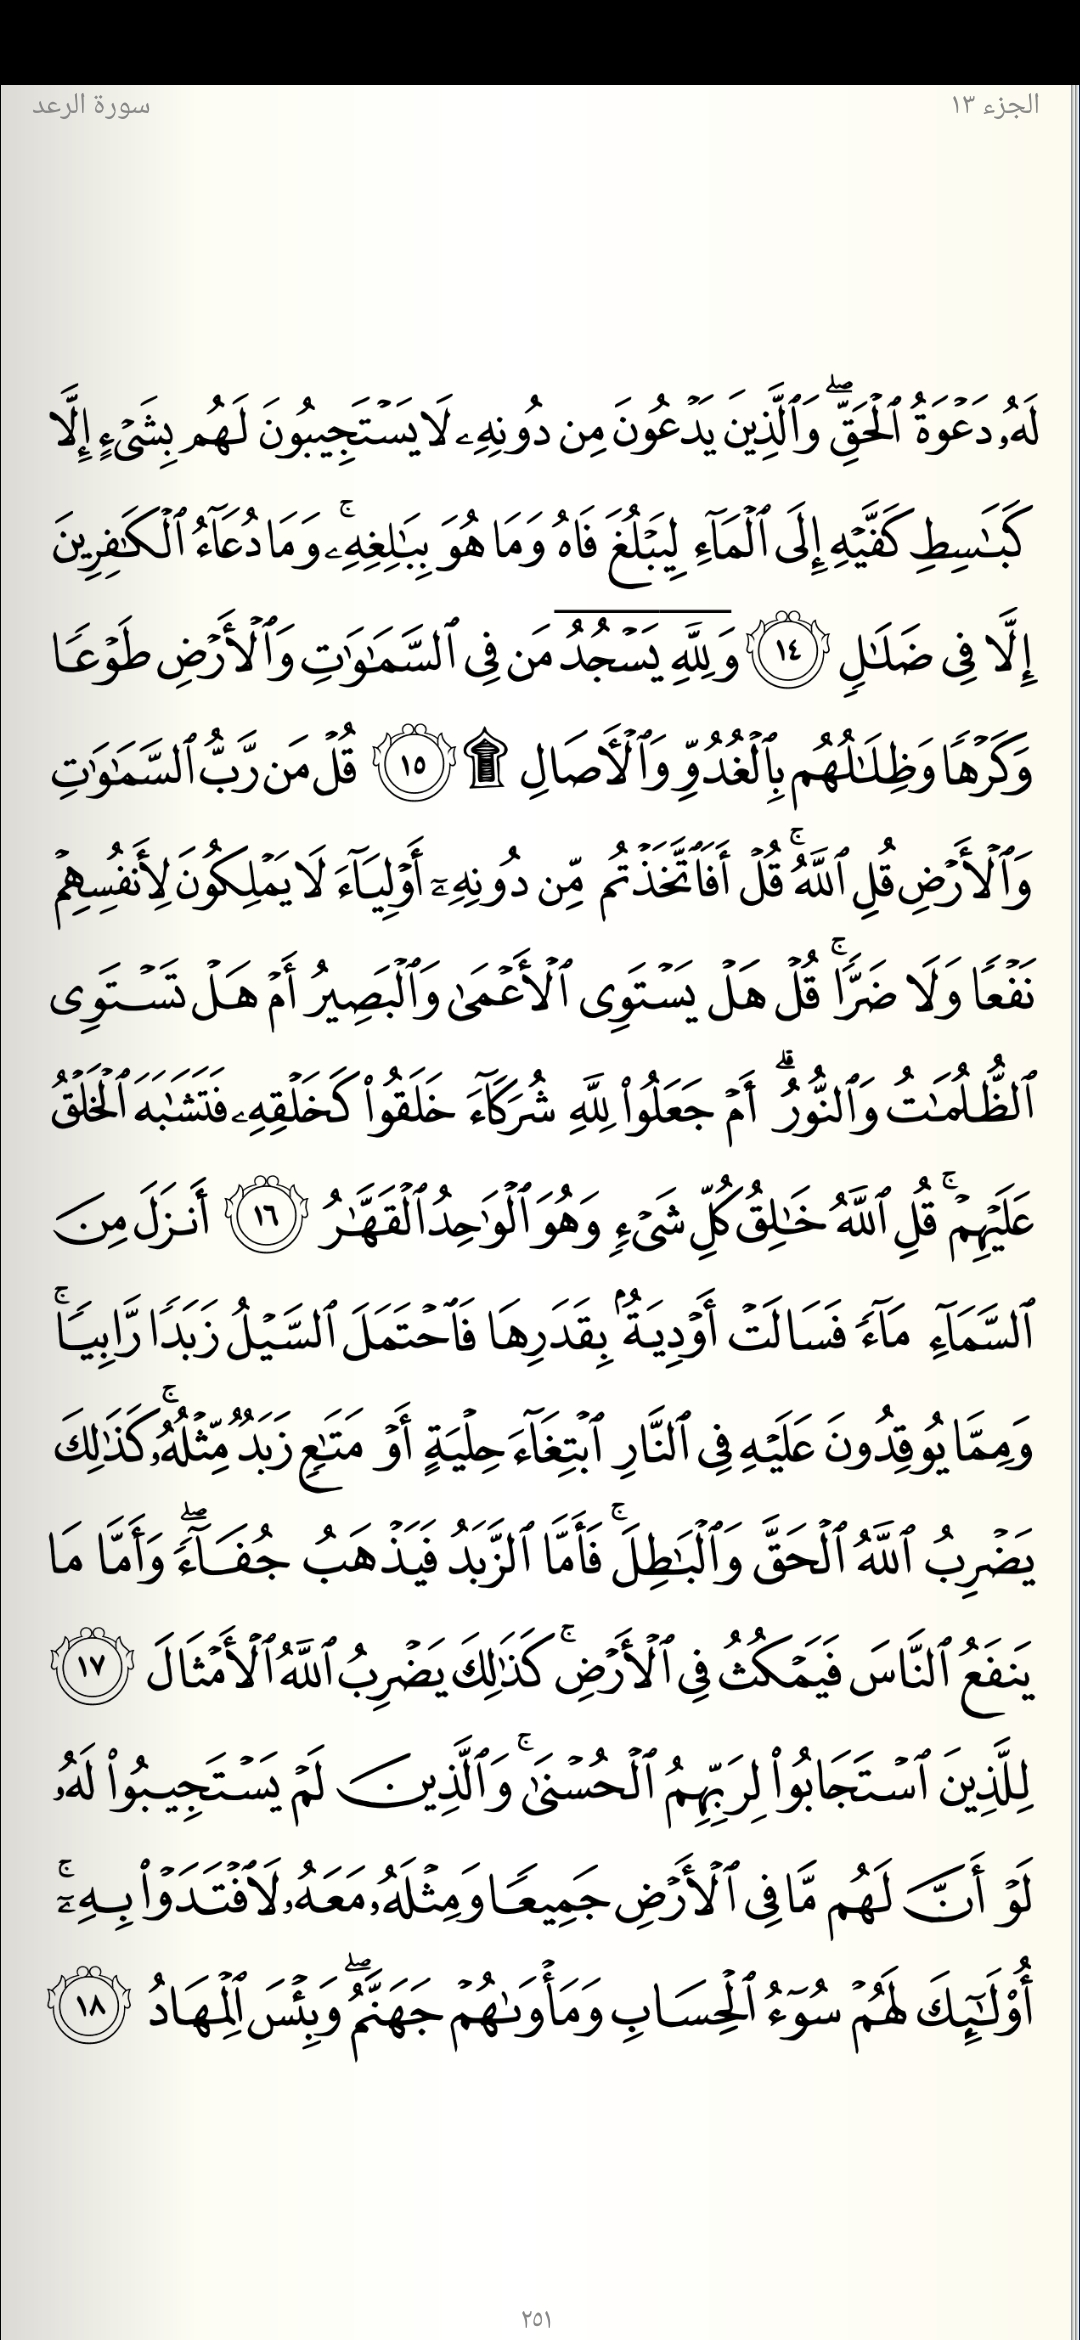 الجزء ١٣
سورة الرعد
لَهُۥ دَعۡوَةُ ٱلۡحَقِّۖ وَٱلَّذِينَ يَدۡعُونَ مِن دُونِهِۦ لَا يَسۡتَجِيبُونَ لَهُم بِشَيۡءٍ إِلَّا
كَبَٰسِطِ كَفَّيۡهِ إِلَى ٱلۡمَآءِ لِيَبۡلُغَ فَاهُ وَمَا هُوَ بِبَٰلِغِهِۦۚ وَمَا دُعَآءُ ٱلۡكَٰفِرِينَ
إِلَّا فِي ضَلَٰلٖ ١٤ وَلِلَّهِۤ يَسۡجُدُۤ مَن فِي ٱلسَّمَٰوَٰتِ وَٱلۡأَرۡضِ طَوۡعٗا
وَكَرۡهٗا وَظِلَٰلُهُم بِٱلۡغُدُوِّ وَٱلۡأٓصَالِ ۩ ١٥ قُلۡ مَن رَّبُّ ٱلسَّمَٰوَٰتِ
وَٱلۡأَرۡضِ قُلِ ٱللَّهُۚ قُلۡ أَفَٱتَّخَذۡتُم مِّن دُونِهِۦٓ أَوۡلِيَآءَ لَا يَمۡلِكُونَ لِأَنفُسِهِمۡ
نَفۡعٗا وَلَا ضَرّٗاۚ قُلۡ هَلۡ يَسۡتَوِي ٱلۡأَعۡمَىٰ وَٱلۡبَصِيرُ أَمۡ هَلۡ تَسۡتَوِي
ٱلظُّلُمَٰتُ وَٱلنُّورُۗ أَمۡ جَعَلُواْ لِلَّهِ شُرَكَآءَ خَلَقُواْ كَخَلۡقِهِۦ فَتَشَٰبَهَ ٱلۡخَلۡقُ
عَلَيۡهِمۡۚ قُلِ ٱللَّهُ خَٰلِقُ كُلِّ شَيۡءٖ وَهُوَ ٱلۡوَٰحِدُ ٱلۡقَهَّٰرُ ١٦ أَنزَلَ مِنَ
ٱلسَّمَآءِ مَآءٗ فَسَالَتۡ أَوۡدِيَةُۢ بِقَدَرِهَا فَٱحۡتَمَلَ ٱلسَّيۡلُ زَبَدٗا رَّابِيٗاۚ
وَمِمَّا يُوقِدُونَ عَلَيۡهِ فِي ٱلنَّارِ ٱبۡتِغَآءَ حِلۡيَةٍ أَوۡ مَتَٰعٖ زَبَدٞ مِّثۡلُهُۥۚ كَذَٰلِكَ
يَضۡرِبُ ٱللَّهُ ٱلۡحَقَّ وَٱلۡبَٰطِلَۚ فَأَمَّا ٱلزَّبَدُ فَيَذۡهَبُ جُفَآءٗۖ وَأَمَّا مَا
يَنفَعُ ٱلنَّاسَ فَيَمۡكُثُ فِي ٱلۡأَرۡضِۚ كَذَٰلِكَ يَضۡرِبُ ٱللَّهُ ٱلۡأَمۡثَالَ ١٧
لِلَّذِينَ ٱسۡتَجَابُواْ لِرَبِّهِمُ ٱلۡحُسۡنَىٰۚ وَٱلَّذِينَ لَمۡ يَسۡتَجِيبُواْ لَهُۥ
لَوۡ أَنَّ لَهُم مَّا فِي ٱلۡأَرۡضِ جَمِيعٗا وَمِثۡلَهُۥ مَعَهُۥ لَٱفۡتَدَوۡاْ بِهِۦٓۚ
أُوْلَٰٓئِكَ لَهُمۡ سُوٓءُ ٱلۡحِسَابِ وَمَأۡوَىٰهُمۡ جَهَنَّمُۖ وَبِئۡسَ ٱلۡمِهَادُ ١٨
٢٥١